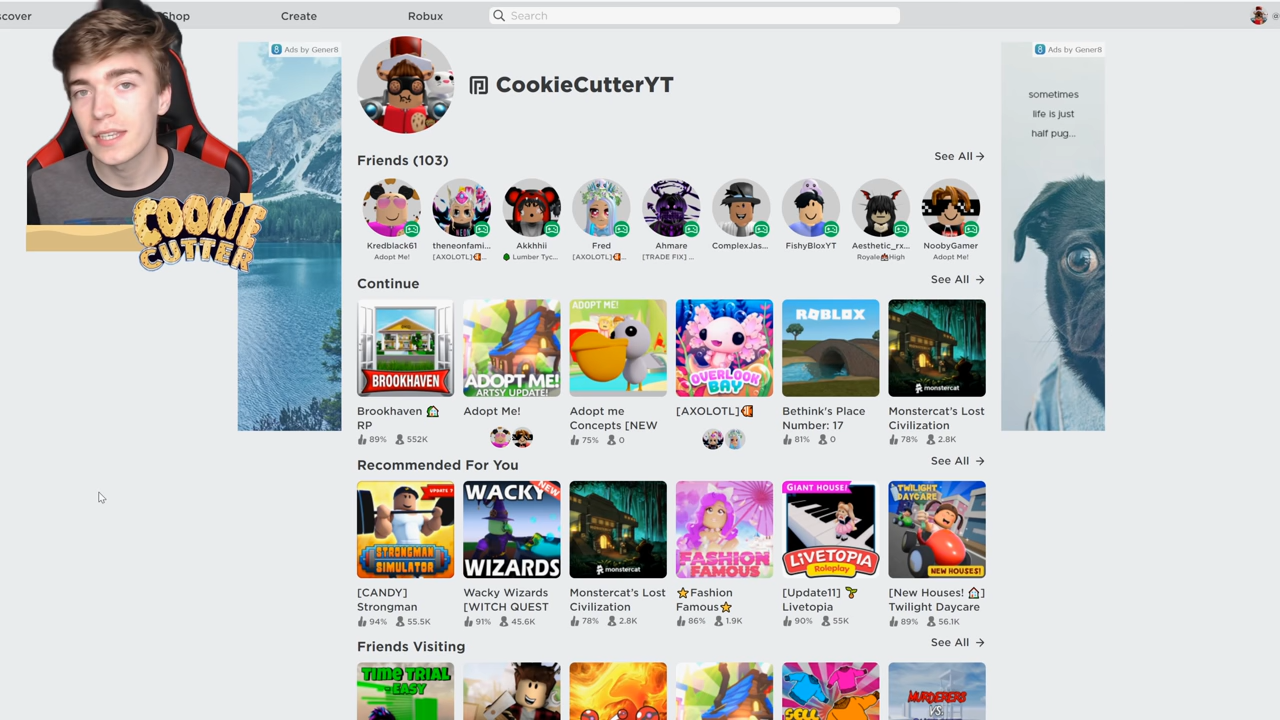 scover
Shop
Create
Robux
Search
8 Ads by Gener8
8 Ads by Gener8
CookieCutterYT
COOKIE
CUTTER
sometimes
life is just
half pug...
Friends (103)
See All →
Kredblack61
theneonfami...
Akkhhii
Fred
Ahmare
ComplexJas...
FishyBloxYT
Aesthetic_rx...
NoobyGamer
Adopt Me!
[AXOLOTL]🐠...
🌲 Lumber Tyc...
[AXOLOTL]🐠...
[TRADE FIX] ...
Royale🏰High
Adopt Me!
Continue
See All →
BROOKHAVEN
ADOPT ME!
ARTSY UPDATE!
ADOPT ME!
OVERLOOK
BAY
ROBLOX
monstercat
Brookhaven 🏡
RP
89% 552K
Adopt Me!
Adopt me
Concepts [NEW
75% 0
[AXOLOTL]🐠
Bethink's Place
Number: 17
81% 0
Monstercat's Lost
Civilization
78% 2.8K
Recommended For You
See All →
UPDATE 7
STRONGMAN
SIMULATOR
WACKY
NEW
WIZARDS
monstercat
FASHION
FAMOUS
GIANT HOUSE!
LIVETOPIA
Roleplay
TWILIGHT
DAYCARE
NEW HOUSES!
[CANDY]
Strongman
94% 55.5K
Wacky Wizards
[WITCH QUEST
91% 45.6K
Monstercat's Lost
Civilization
78% 2.8K
⭐Fashion
Famous⭐
86% 1.9K
[Update11] 🌱
Livetopia
90% 55K
[New Houses! 🏠]
Twilight Daycare
89% 56.1K
Friends Visiting
See All →
TIME TRIAL
- EASY
SELL
MURDERERS
VS.